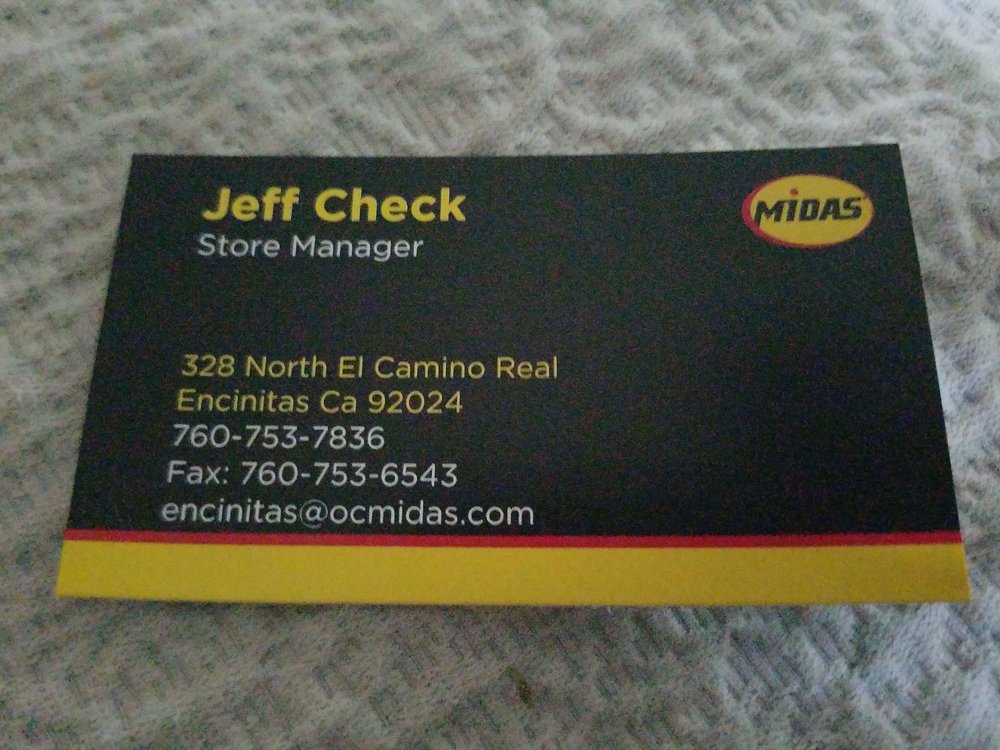 Jeff Check
Store Manager
MiDAS
328 North El Camino Real
Encinitas Ca 92024
760-753-7836
Fax: 760-753-6543
encinitas@ocmidas.com